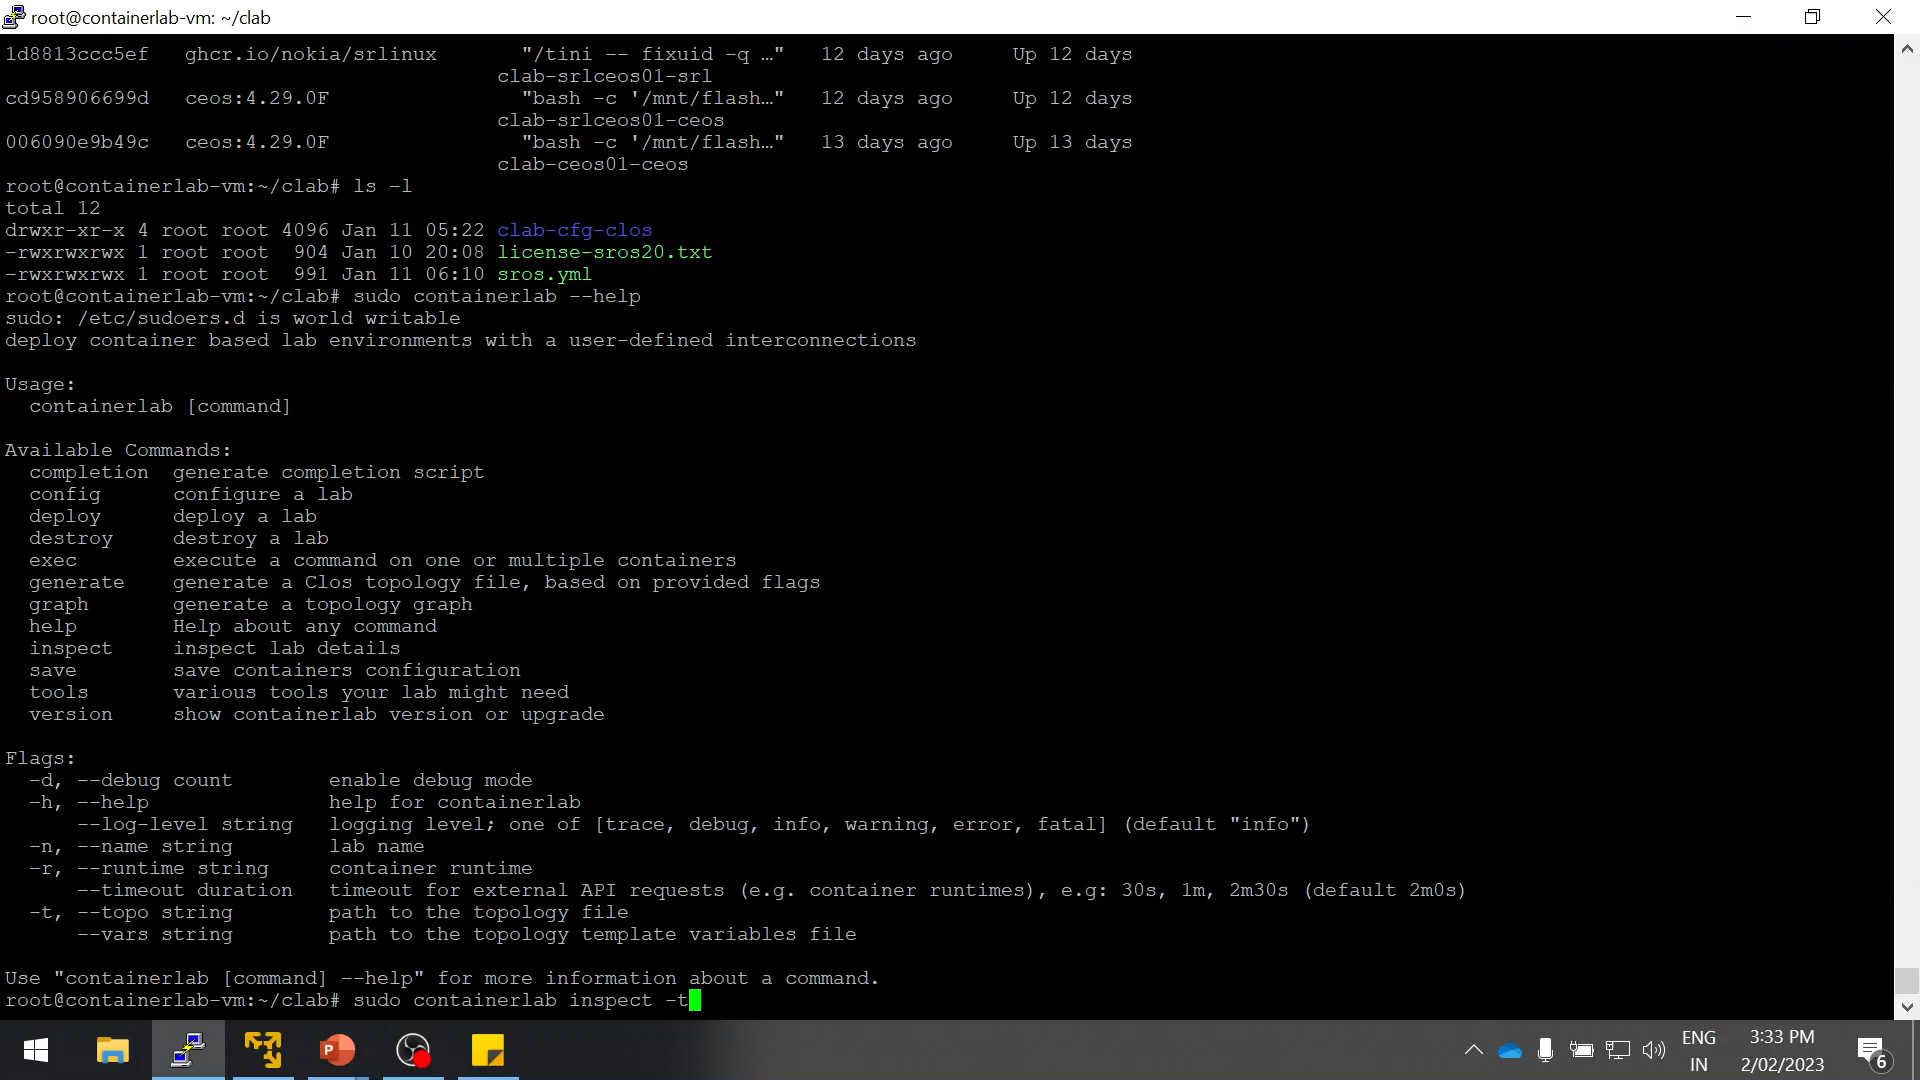 root@containerlab-vm: ~/clab
1d8813ccc5ef   ghcr.io/nokia/srlinux       "/tini -- fixuid -q …"   12 days ago     Up 12 days
clab-srlceos01-srl
cd958906699d   ceos:4.29.0F                "bash -c '/mnt/flash…"   12 days ago     Up 12 days
clab-srlceos01-ceos
006090e9b49c   ceos:4.29.0F                "bash -c '/mnt/flash…"   13 days ago     Up 13 days
clab-ceos01-ceos
root@containerlab-vm:~/clab# ls -l
total 12
drwxr-xr-x 4 root root 4096 Jan 11 05:22 clab-cfg-clos
-rwxrwxrwx 1 root root  904 Jan 10 20:08 license-sros20.txt
-rwxrwxrwx 1 root root  991 Jan 11 06:10 sros.yml
root@containerlab-vm:~/clab# sudo containerlab --help
sudo: /etc/sudoers.d is world writable
deploy container based lab environments with a user-defined interconnections
Usage:
  containerlab [command]
Available Commands:
  completion  generate completion script
  config      configure a lab
  deploy      deploy a lab
  destroy     destroy a lab
  exec        execute a command on one or multiple containers
  generate    generate a Clos topology file, based on provided flags
  graph       generate a topology graph
  help        Help about any command
  inspect     inspect lab details
  save        save containers configuration
  tools       various tools your lab might need
  version     show containerlab version or upgrade
Flags:
  -d, --debug count        enable debug mode
  -h, --help               help for containerlab
      --log-level string   logging level; one of [trace, debug, info, warning, error, fatal] (default "info")
  -n, --name string        lab name
  -r, --runtime string     container runtime
      --timeout duration   timeout for external API requests (e.g. container runtimes), e.g: 30s, 1m, 2m30s (default 2m0s)
  -t, --topo string        path to the topology file
      --vars string        path to the topology template variables file
Use "containerlab [command] --help" for more information about a command.
root@containerlab-vm:~/clab# sudo containerlab inspect -t
P
ENG
IN
3:33 PM
2/02/2023
6